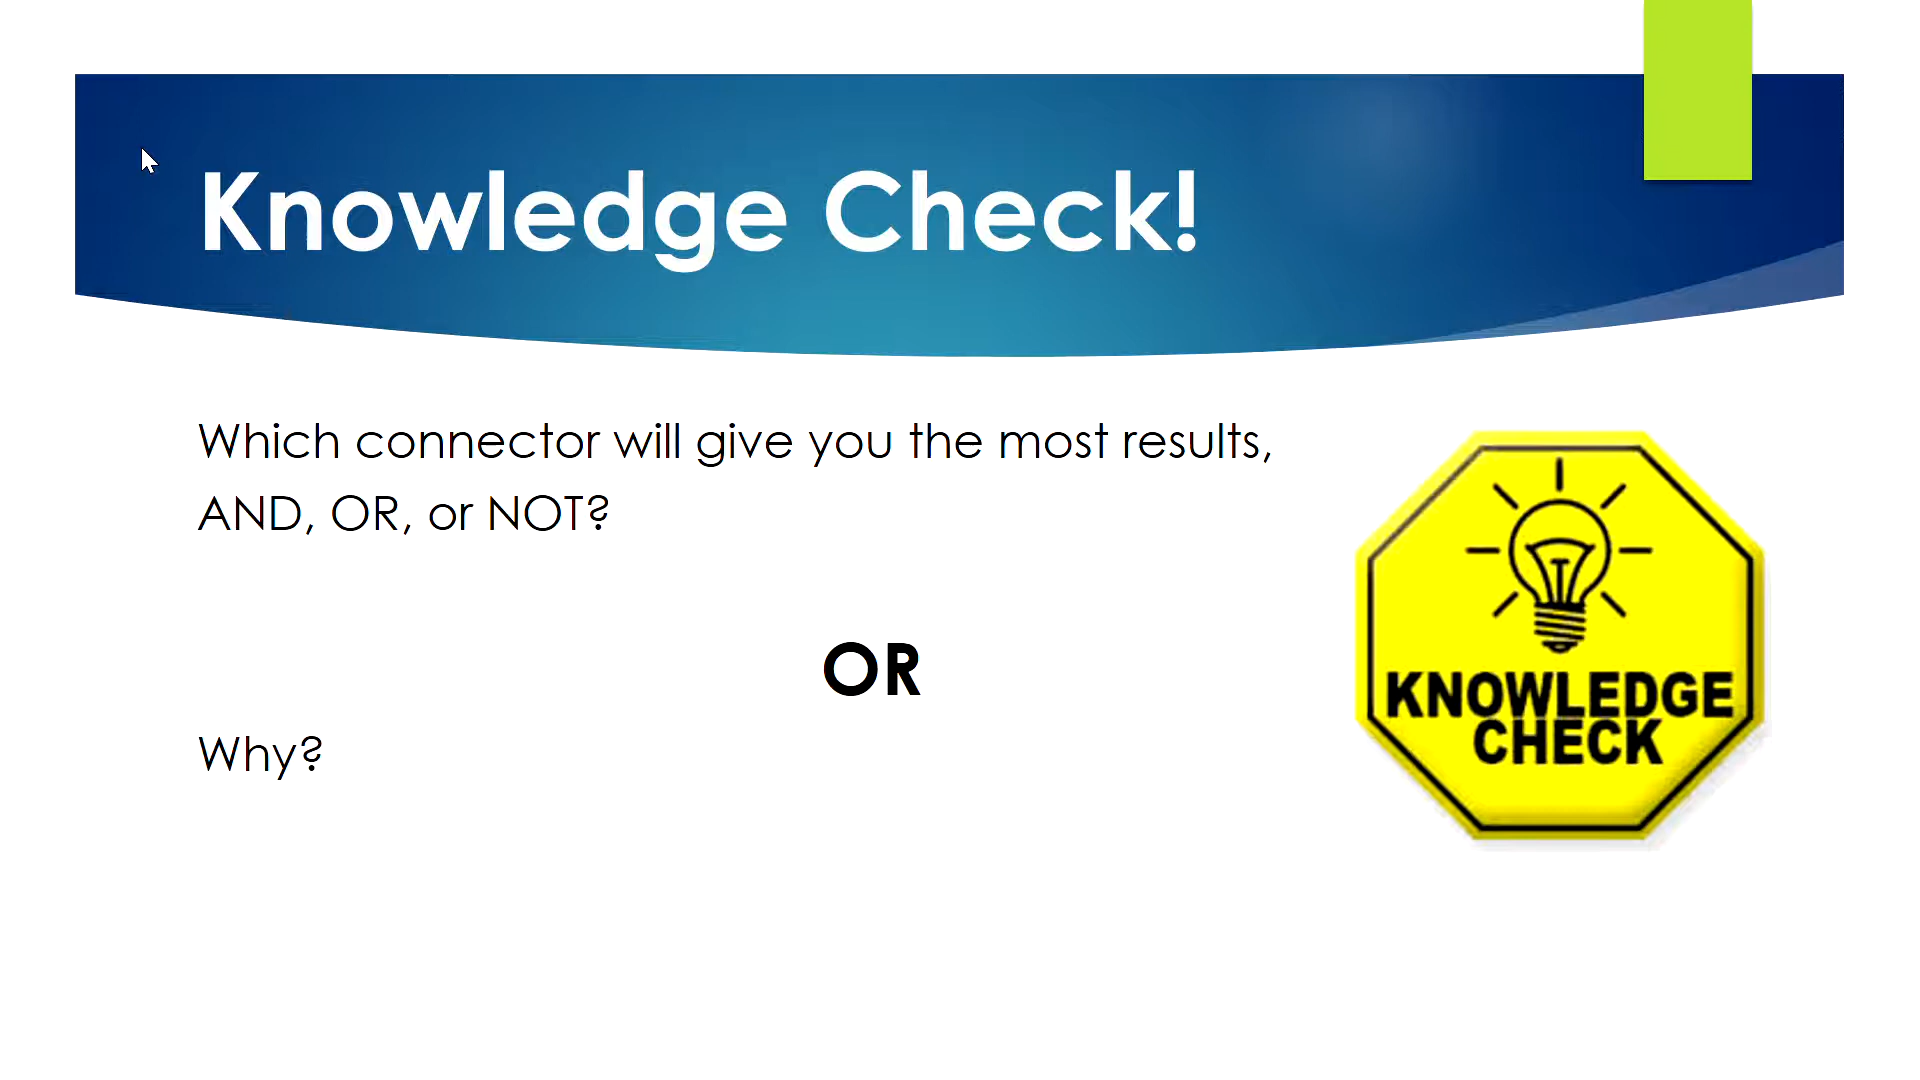 Knowledge Check!
Which connector will give you the most results,
AND, OR, or NOT?
OR
Why?
KNOWLEDGE
CHECK